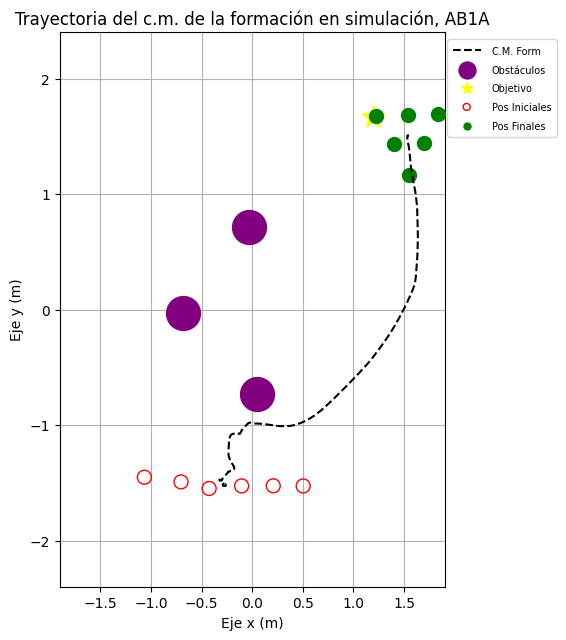 Trayectoria del c.m. de la formación en simulación, AB1A
C.M. Form
Obstáculos
Objetivo
Pos Iniciales
Pos Finales
Eje y (m)
2
1
0
−1
−2
−1.5
−1.0
−0.5
0.0
0.5
1.0
1.5
Eje x (m)